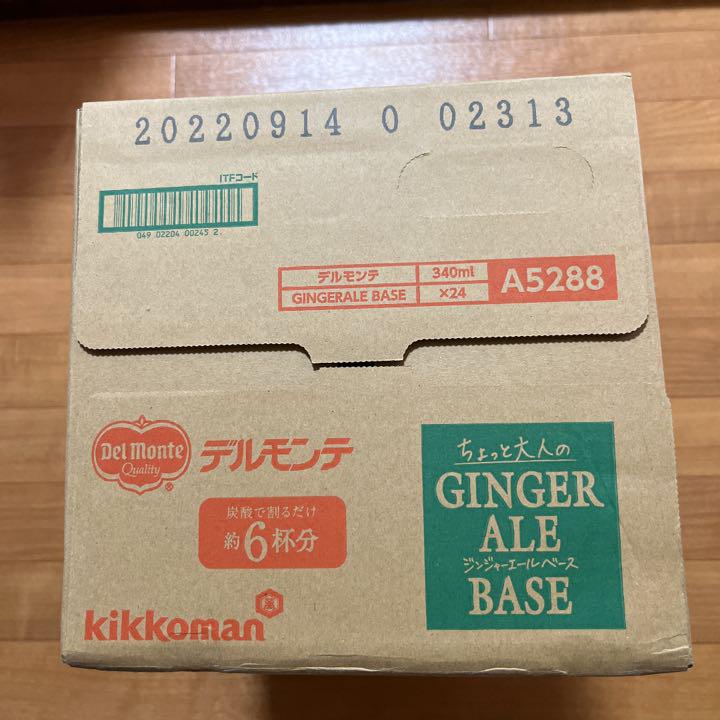 20220914 0 02313
ITFコード
049 02204 00245 2.
デルモンテ 340ml A5288
GINGERALE BASE ×24
Del Monte
Quality
®
デルモンテ
炭酸で割るだけ
約6杯分
kikkoman
ちょっと大人の
GINGER
ALE
ジンジャーエールベース
BASE